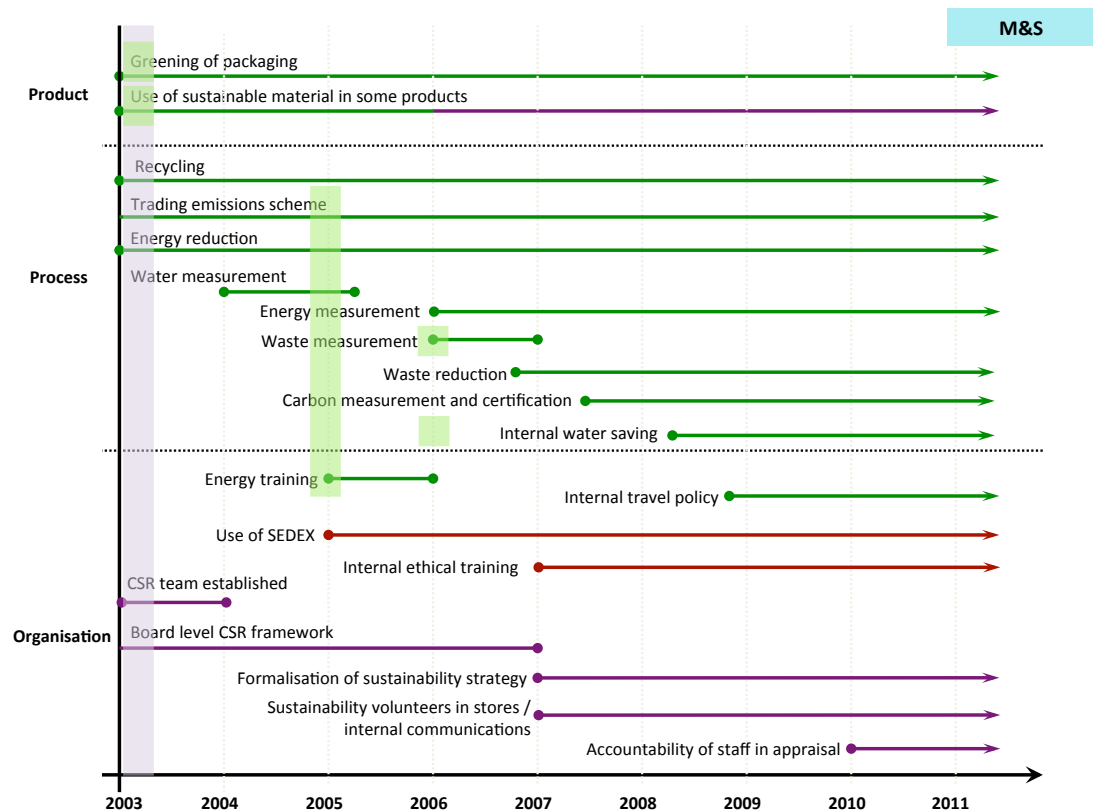 M&S
Greening of packaging
Product
Use of sustainable material in some products
Recycling
Trading emissions scheme
Energy reduction
Process
Water measurement
Energy measurement
Waste measurement
Waste reduction
Carbon measurement and certification
Internal water saving
Energy training
Internal travel policy
Use of SEDEX
Internal ethical training
CSR team established
Organisation
Board level CSR framework
Formalisation of sustainability strategy
Sustainability volunteers in stores /
internal communications
Accountability of staff in appraisal
2003 2004 2005 2006 2007 2008 2009 2010 2011